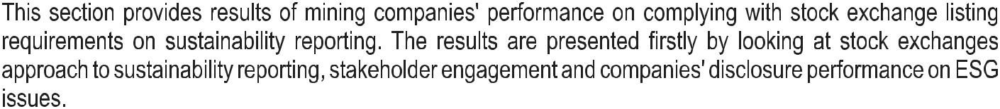 This section provides results of mining companies' performance on complying with stock exchange listing
requirements on sustainability reporting. The results are presented firstly by looking at stock exchanges
approach to sustainability reporting, stakeholder engagement and companies' disclosure performance on ESG
issues.